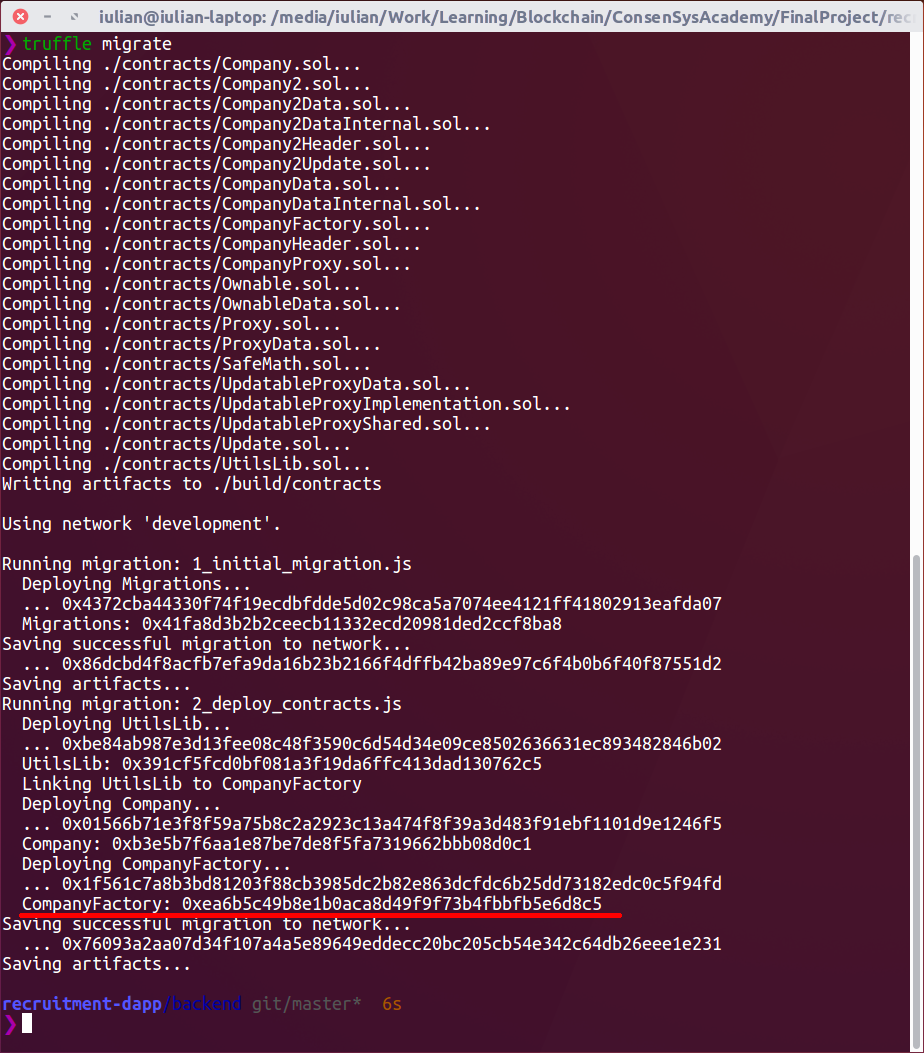 iulian@iulian-laptop: /media/iulian/Work/Learning/Blockchain/ConsenSysAcademy/FinalProject/rec
❯ truffle migrate
Compiling ./contracts/Company.sol...
Compiling ./contracts/Company2.sol...
Compiling ./contracts/Company2Data.sol...
Compiling ./contracts/Company2DataInternal.sol...
Compiling ./contracts/Company2Header.sol...
Compiling ./contracts/Company2Update.sol...
Compiling ./contracts/CompanyData.sol...
Compiling ./contracts/CompanyDataInternal.sol...
Compiling ./contracts/CompanyFactory.sol...
Compiling ./contracts/CompanyHeader.sol...
Compiling ./contracts/CompanyProxy.sol...
Compiling ./contracts/Ownable.sol...
Compiling ./contracts/OwnableData.sol...
Compiling ./contracts/Proxy.sol...
Compiling ./contracts/ProxyData.sol...
Compiling ./contracts/SafeMath.sol...
Compiling ./contracts/UpdatableProxyData.sol...
Compiling ./contracts/UpdatableProxyImplementation.sol...
Compiling ./contracts/UpdatableProxyShared.sol...
Compiling ./contracts/Update.sol...
Compiling ./contracts/UtilsLib.sol...
Writing artifacts to ./build/contracts
Using network 'development'.
Running migration: 1_initial_migration.js
Deploying Migrations...
... 0x4372cba44330f74f19ecdbfdde5d02c98ca5a7074ee4121ff41802913eafda07
Migrations: 0x41fa8d3b2b2ceecb11332ecd20981ded2ccf8ba8
Saving successful migration to network...
... 0x86dcbd4f8acfb7efa9da16b23b2166f4dffb42ba89e97c6f4b0b6f40f87551d2
Saving artifacts...
Running migration: 2_deploy_contracts.js
Deploying UtilsLib...
... 0xbe84ab987e3d13fee08c48f3590c6d54d34e09ce8502636631ec893482846b02
UtilsLib: 0x391cf5fcd0bf081a3f19da6ffc413dad130762c5
Linking UtilsLib to CompanyFactory
Deploying Company...
... 0x01566b71e3f8f59a75b8c2a2923c13a474f8f39a3d483f91ebf1101d9e1246f5
Company: 0xb3e5b7f6aa1e87be7de8f5fa7319662bbb08d0c1
Deploying CompanyFactory...
... 0x1f561c7a8b3bd81203f88cb3985dc2b82e863dcfdc6b25dd73182edc0c5f94fd
CompanyFactory: 0xea6b5c49b8e1b0aca8d49f9f73b4fbbfb5e6d8c5
Saving successful migration to network...
... 0x76093a2aa07d34f107a4a5e89649eddecc20bc205cb54e342c64db26eee1e231
Saving artifacts...
recruitment-dapp/backend git/master* 6s
❯